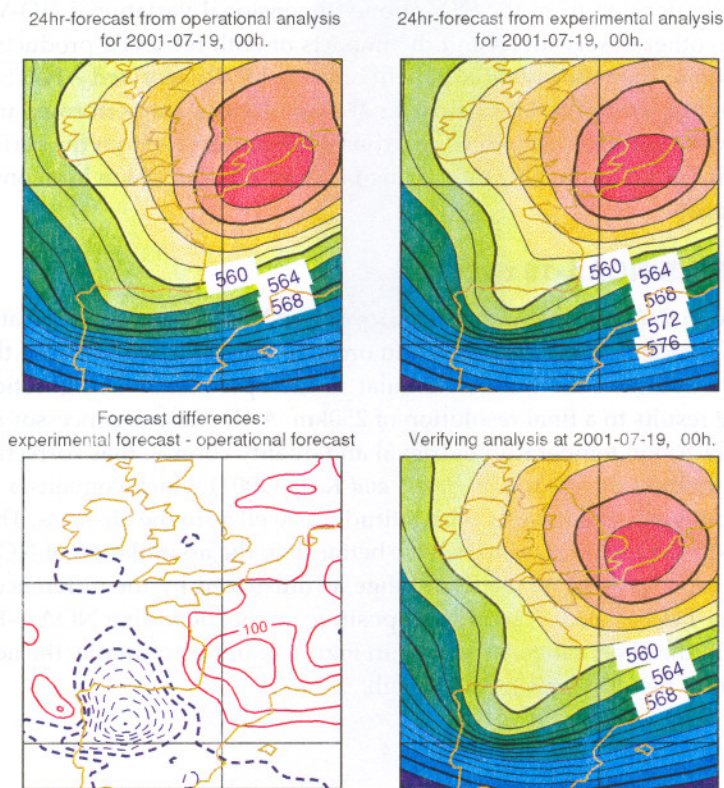 24hr-forecast from operational analysis
for 2001-07-19, 00h.
24hr-forecast from experimental analysis
for 2001-07-19, 00h.
560
564
568
560
564
568
572
576
Forecast differences:
experimental forecast - operational forecast
Verifying analysis at 2001-07-19, 00h.
100
560
564
568